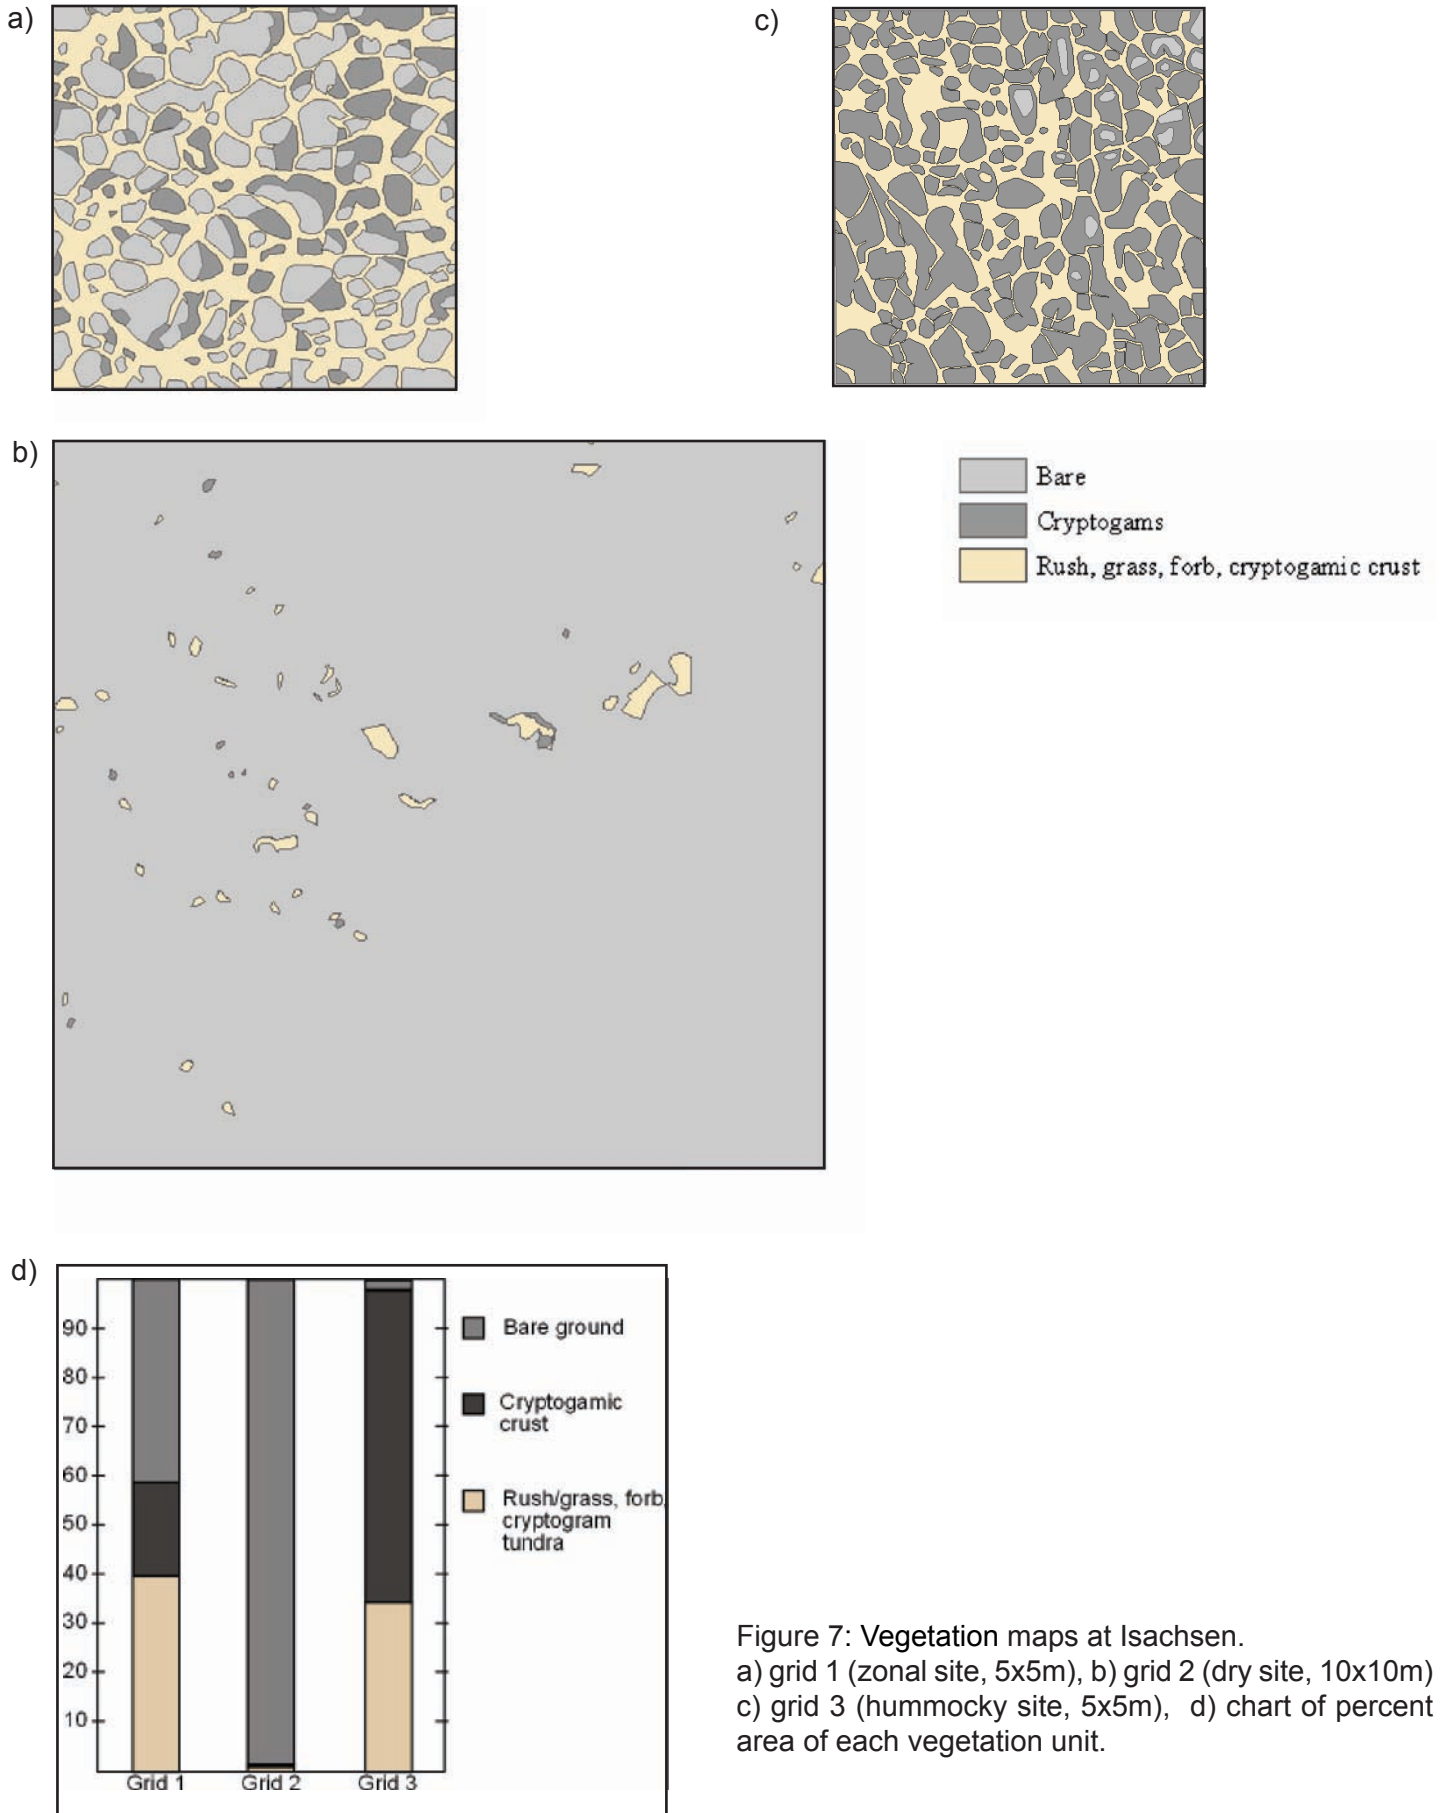 a)
c)
b)
Bare
Cryptogams
Rush, grass, forb, cryptogamic crust
d)
90
80
70
60
50
40
30
20
10
Grid 1
Grid 2
Grid 3
Bare ground
Cryptogamic
crust
Rush/grass, forb,
cryptogram
tundra
Figure 7: Vegetation maps at Isachsen.
a) grid 1 (zonal site, 5x5m), b) grid 2 (dry site, 10x10m)
c) grid 3 (hummocky site, 5x5m), d) chart of percent
area of each vegetation unit.